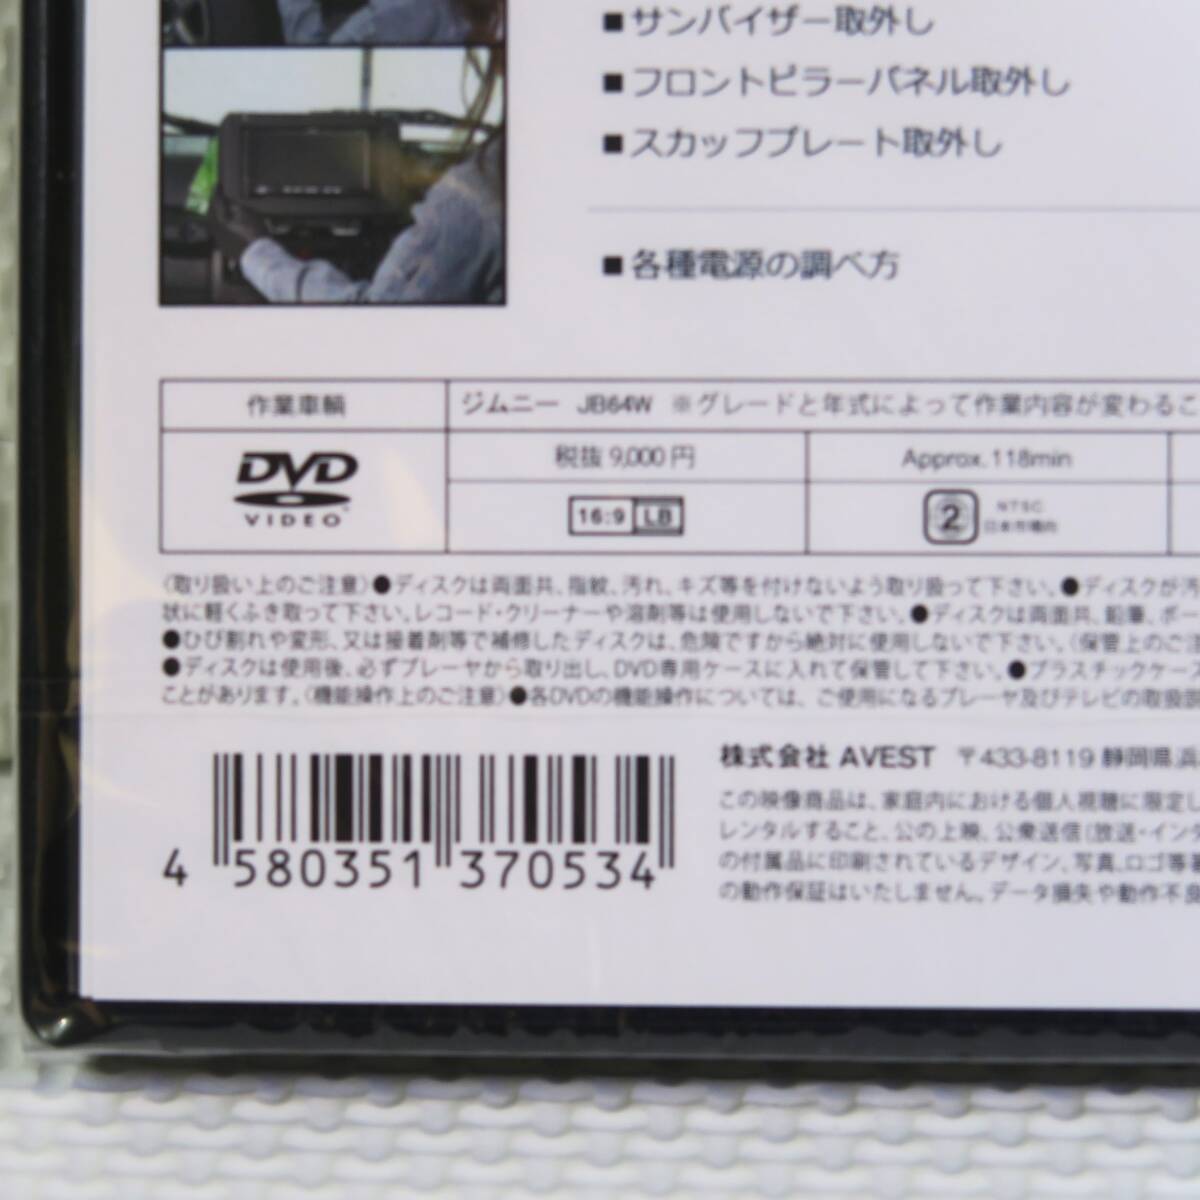 ■サンバイザー取外し
■フロントピラーパネル取外し
■スカッフプレート取外し
■各種電源の調べ方
作業車輌
ジムニー JB64W ※グレードと年式によって作業内容が変わるこ
DVD
VIDEO
税抜 9,000円
Approx. 118min
16:9 LB
2
NTSC
日本市場向
〈取り扱い上のご注意〉●ディスクは両面共、指紋、汚れ、キズ等を付けないよう取り扱って下さい。●ディスクが汚
状に軽くふき取って下さい。レコード・クリーナーや溶剤等は使用しないで下さい。●ディスクは両面共、鉛筆、ボー
●ひび割れや変形、又は接着剤等で補修したディスクは、危険ですから絶対に使用しないで下さい。〈保管上のご注
●ディスクは使用後、必ずプレーヤから取り出し、DVD専用ケースに入れて保管して下さい。●プラスチックケース
ことがあります。〈機能操作上のご注意〉●各DVDの機能操作については、ご使用になるプレーヤ及びテレビの取扱説
株式会社 AVEST 〒433-8119 静岡県浜
この映像商品は、家庭内における個人視聴に限定し
レンタルすること、公の上映、公衆送信(放送・インタ
の付属品に印刷されているデザイン、写真、ロゴ等著
の動作保証はいたしません。データ損失や動作不良
4 580351 370534